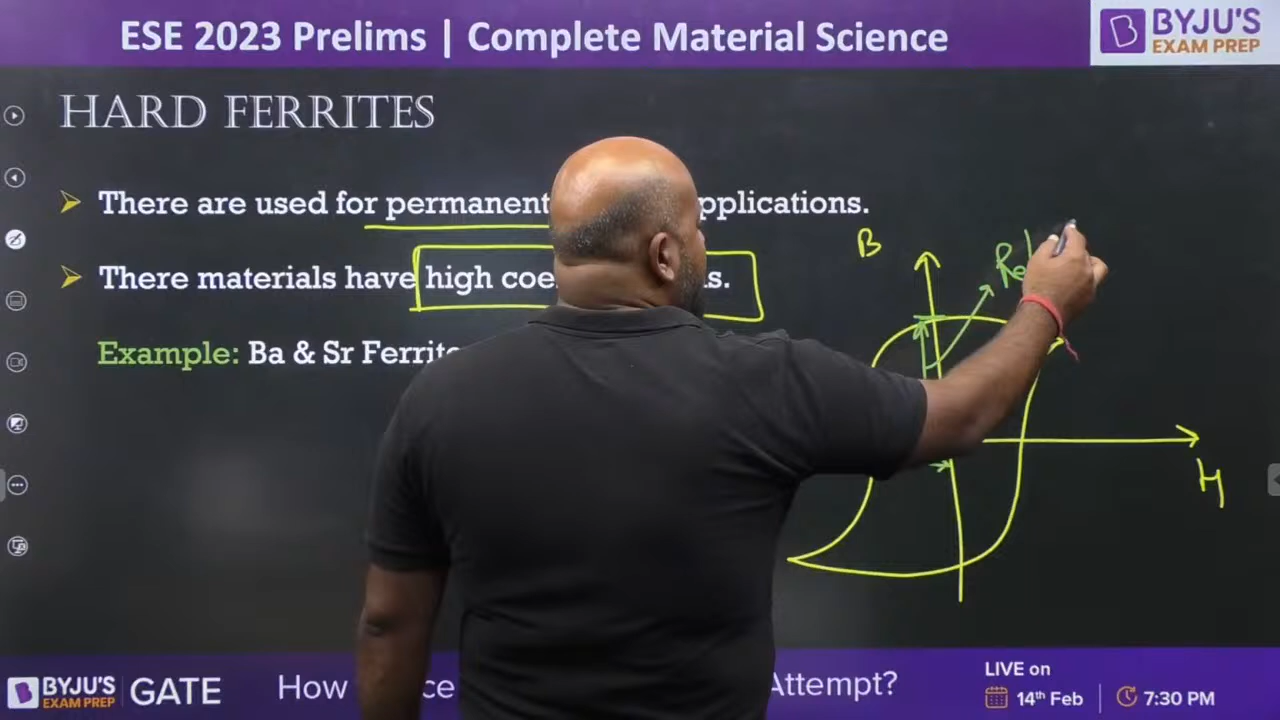 ESE 2023 Prelims | Complete Material Science
BYJU'S
EXAM PREP
HARD FERRITES
There are used for permanent pplications.
There materials have high coe s.
Example: Ba & Sr Ferrite
B
Re
H
BYJU'S
EXAM PREP
GATE
How ce Attempt?
LIVE on
14th Feb | 7:30 PM